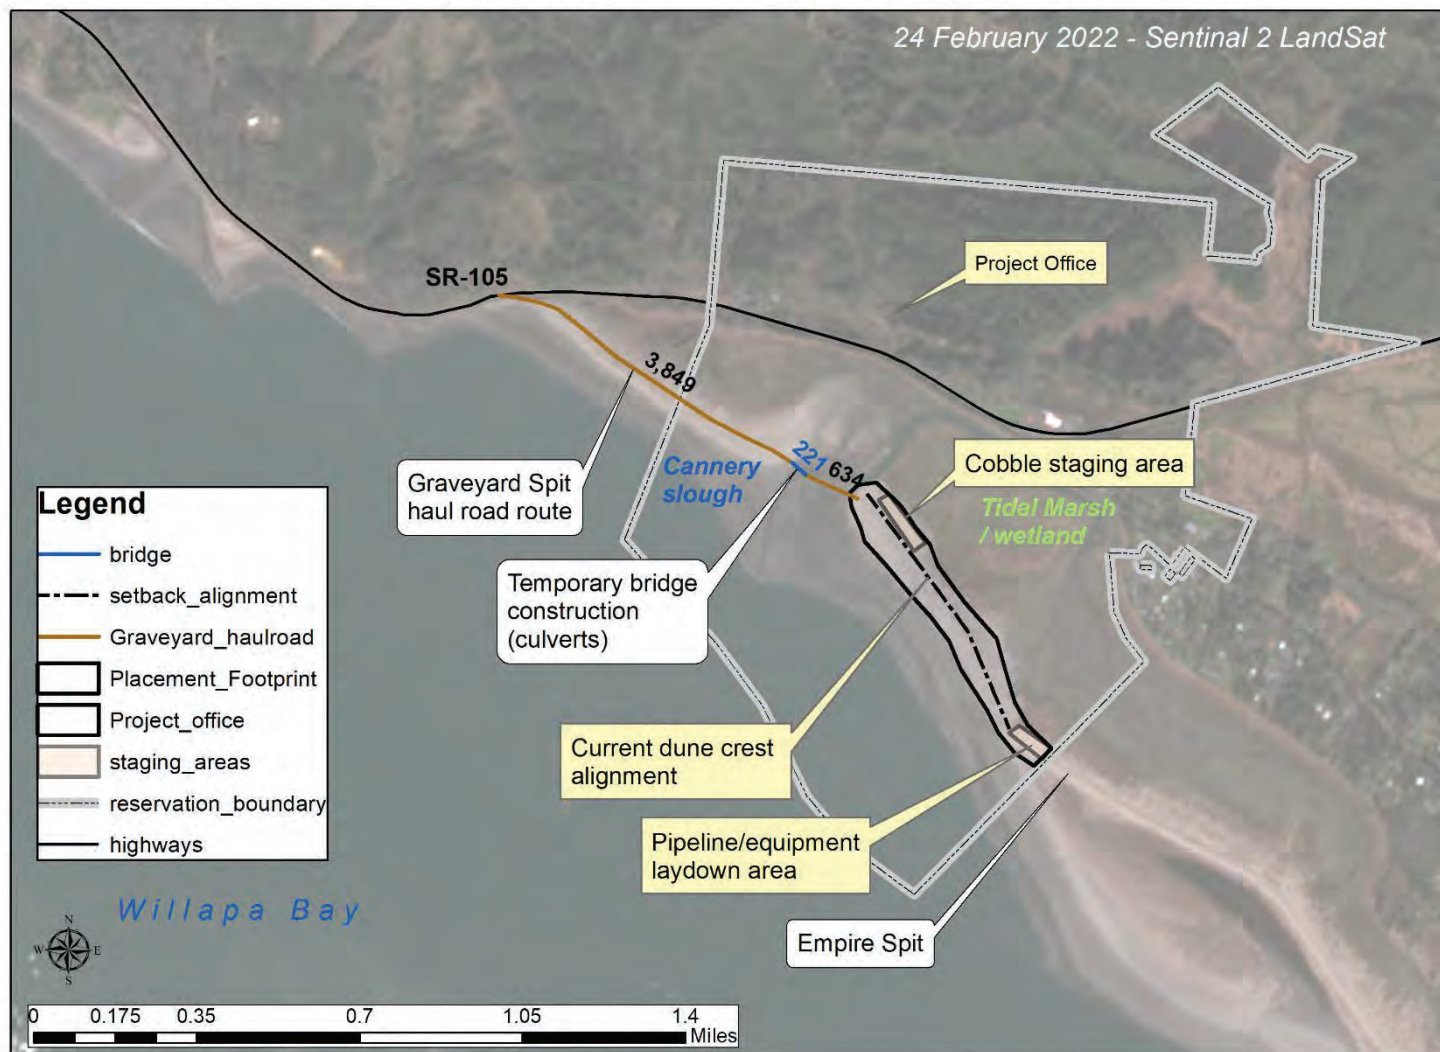 24 February 2022 - Sentinal 2 LandSat
Project Office
SR-105
3,849
Graveyard Spit
haul road route
Cannery
slough
221
634
Cobble staging area
Tidal Marsh
/ wetland
Temporary bridge
construction
(culverts)
Current dune crest
alignment
Pipeline/equipment
laydown area
Empire Spit
Legend
bridge
setback_alignment
Graveyard_haulroad
Placement_Footprint
Project_office
staging_areas
reservation_boundary
highways
Willapa Bay
N
W E
S
0 0.175 0.35 0.7 1.05 1.4
Miles